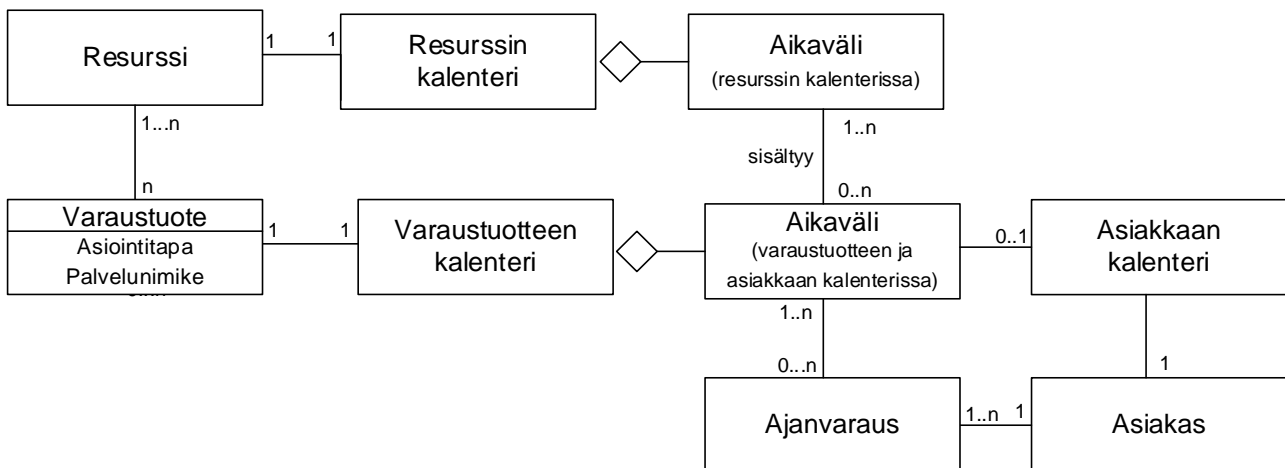 Resurssi
1
1
Resurssin
kalenteri
Aikaväli
(resurssin kalenterissa)
1...n
1..n
sisältyy
n
0..n
Varaustuote
Asiointitapa
Palvelunimike
1
1
Varaustuotteen
kalenteri
Aikaväli
(varaustuotteen ja
asiakkaan kalenterissa)
0..1
Asiakkaan
kalenteri
1..n
0...n
1
Ajanvaraus
1..n
1
Asiakas